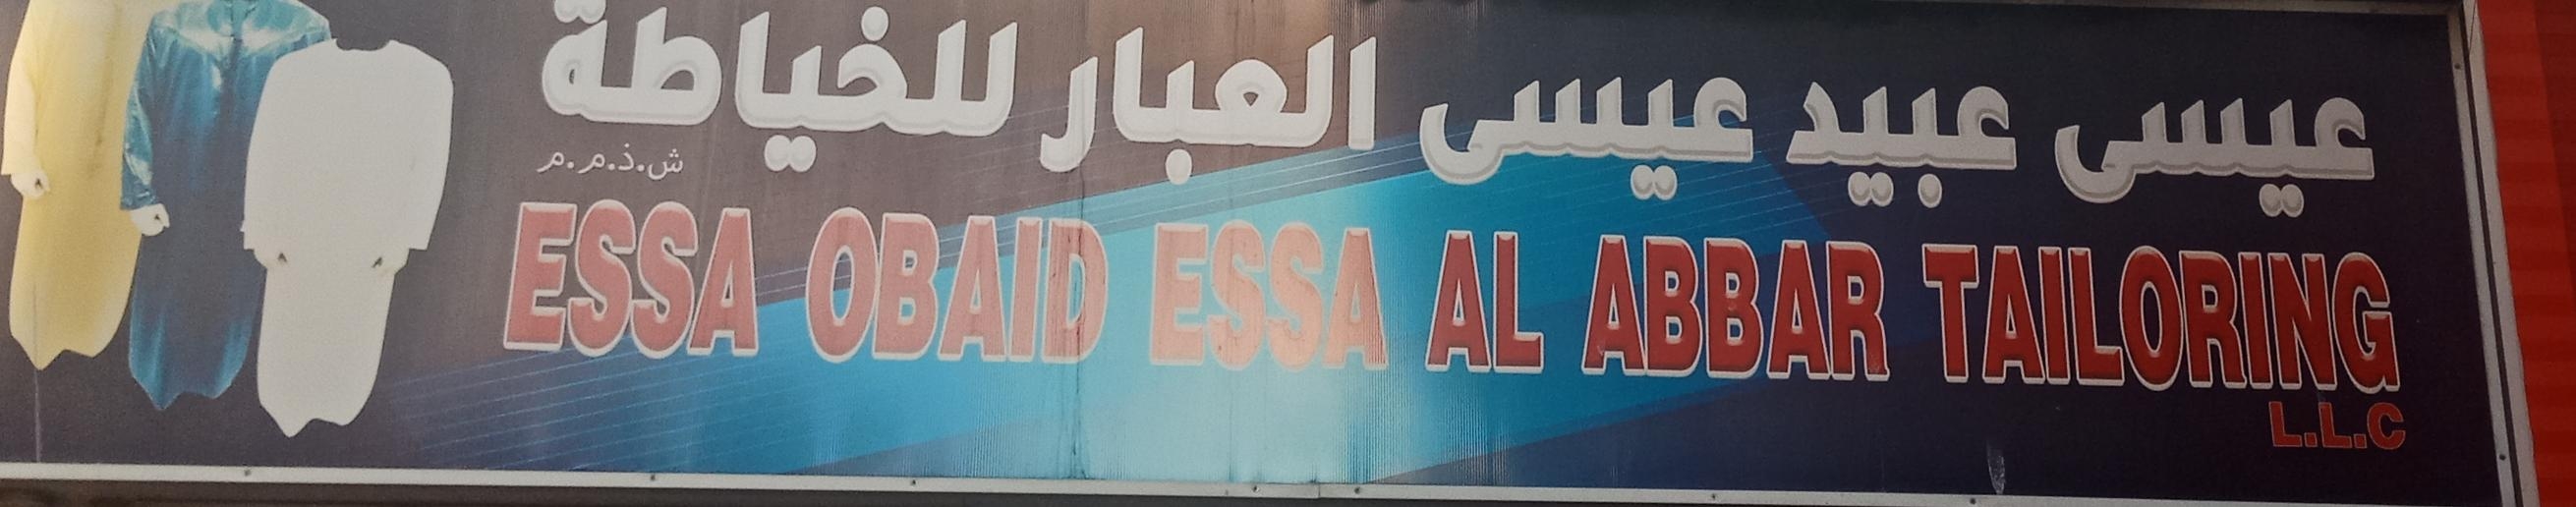 عيسى عبيد عيسى العبار للخياطة
ش.ذ.م.م
ESSA OBAID ESSA AL ABBAR TAILORING
L.L.C